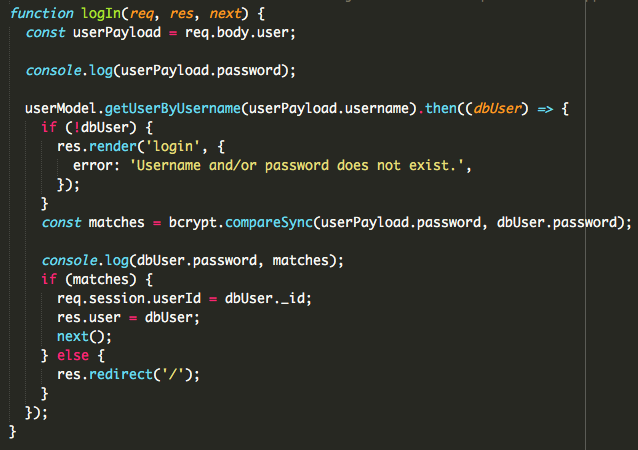 function logIn(req, res, next) {
  const userPayload = req.body.user;

  console.log(userPayload.password);

  userModel.getUserByUsername(userPayload.username).then((dbUser) => {
    if (!dbUser) {
      res.render('login', {
        error: 'Username and/or password does not exist.',
      });
    }
    const matches = bcrypt.compareSync(userPayload.password, dbUser.password);

    console.log(dbUser.password, matches);
    if (matches) {
      req.session.userId = dbUser._id;
      res.user = dbUser;
      next();
    } else {
      res.redirect('/');
    }
  });
}